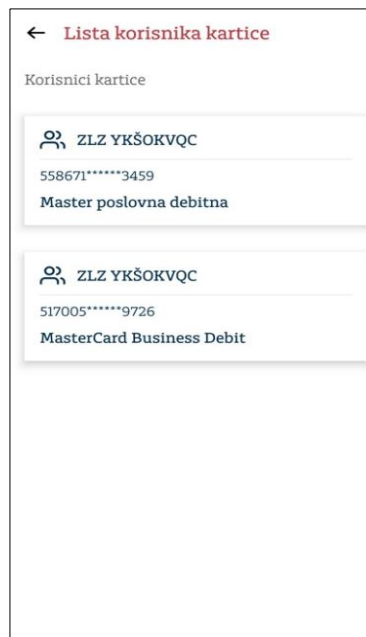 Lista korisnika kartice
Korisnici kartice
ZLZ YKŠOKVQC
558671******3459
Master poslovna debitna
ZLZ YKŠOKVQC
517005******9726
MasterCard Business Debit